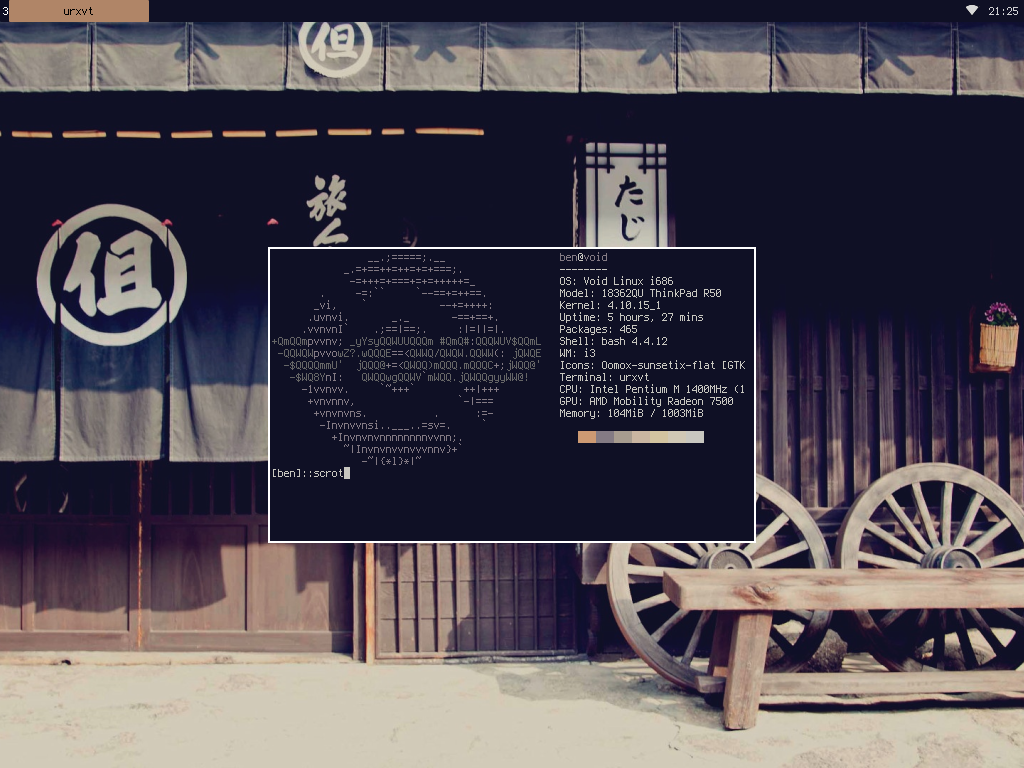 3 urxvt 21:25
但
旅
但
たじ
ben@void
--------
OS: Void Linux i686
Model: 18362QU ThinkPad R50
Kernel: 4.10.15_1
Uptime: 5 hours, 27 mins
Packages: 465
Shell: bash 4.4.12
WM: i3
Icons: Oomox-sunsetix-flat [GTK
Terminal: urxvt
CPU: Intel Pentium M 1400MHz (1
GPU: AMD Mobility Radeon 7500
Memory: 104MiB / 1003MiB
[ben]::scrot